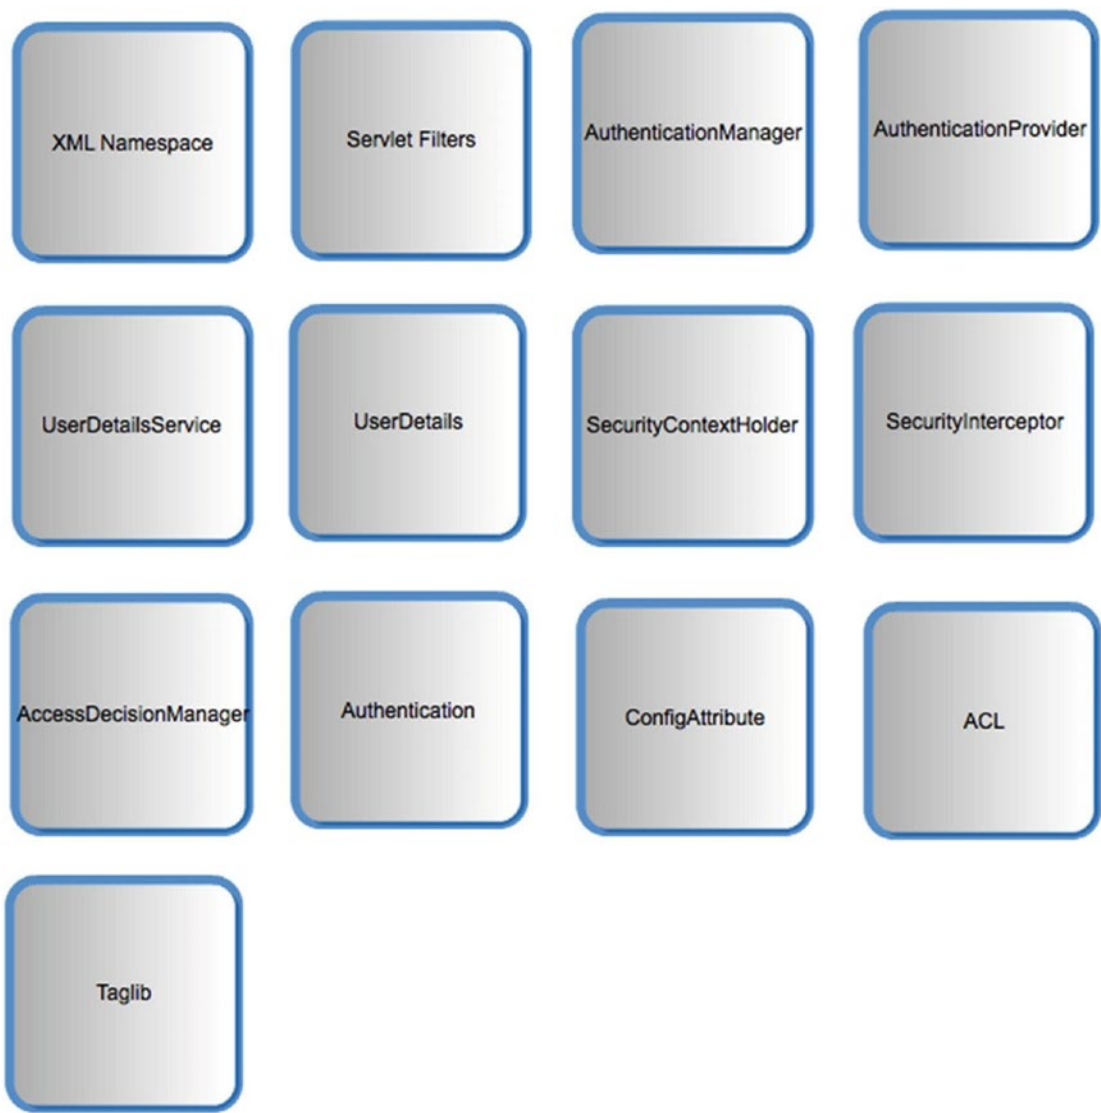 XML Namespace
Servlet Filters
AuthenticationManager
AuthenticationProvider
UserDetailsService
UserDetails
SecurityContextHolder
SecurityInterceptor
AccessDecisionManager
Authentication
ConfigAttribute
ACL
Taglib